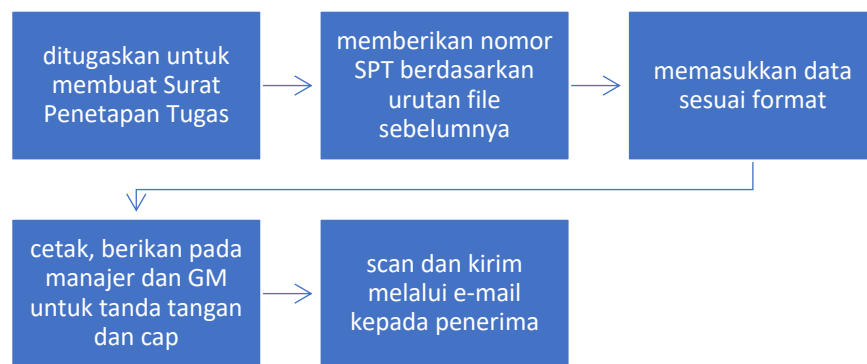 ditugaskan untuk
membuat Surat
Penetapan Tugas
memberikan nomor
SPT berdasarkan
urutan file
sebelumnya
memasukkan data
sesuai format
cetak, berikan pada
manajer dan GM
untuk tanda tangan
dan cap
scan dan kirim
melalui e-mail
kepada penerima